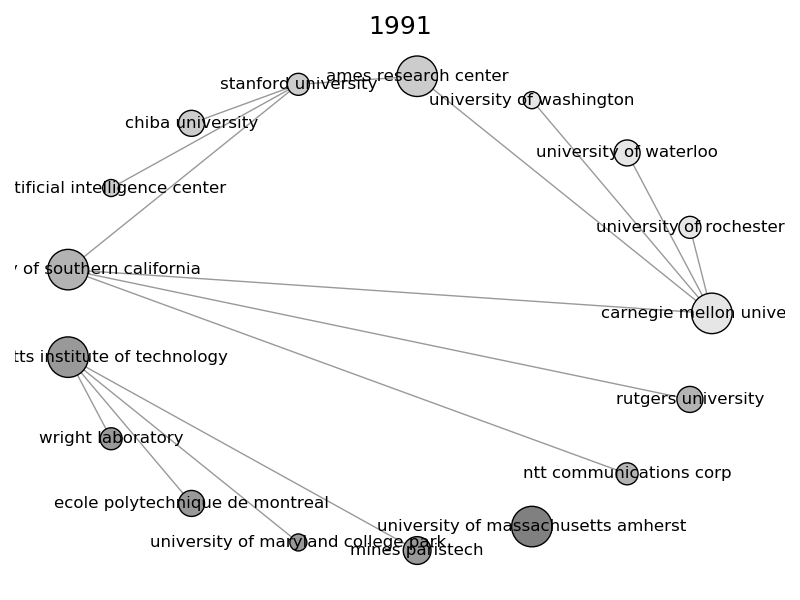 1991
ames research center
stanford university
university of washington
chiba university
university of waterloo
tificial intelligence center
university of rochester
of southern california
carnegie mellon unive
tts institute of technology
rutgers university
wright laboratory
ntt communications corp
ecole polytechnique de montreal
university of massachusetts amherst
university of maryland college park
mines paristech